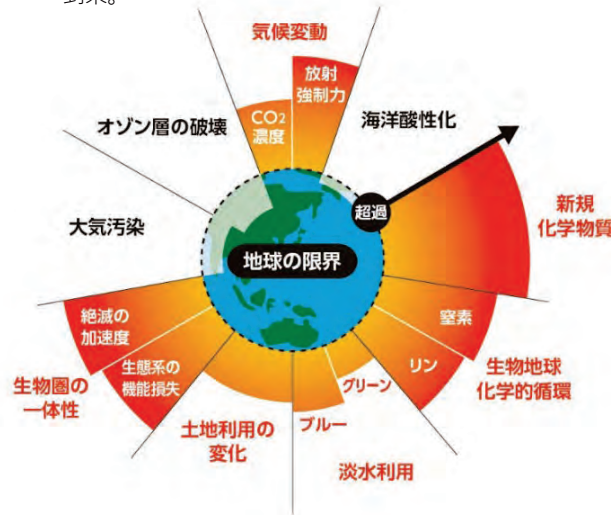 到来。
気候変動
放射
強制力
CO2
濃度
オゾン層の破壊
海洋酸性化
大気汚染
超過
新規
化学物質
地球の限界
絶滅の
加速度
生態系の
機能損失
生物圏の
一体性
窒素
リン
生物地球
化学的循環
グリーン
ブルー
土地利用の
変化
淡水利用